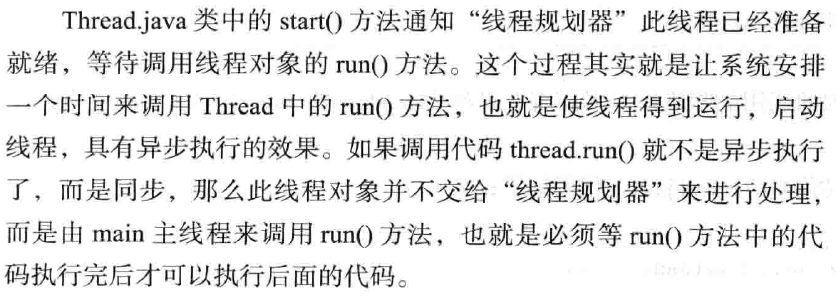 Thread.java 类中的 start() 方法通知“线程规划器”此线程已经准备
就绪，等待调用线程对象的 run() 方法。这个过程其实就是让系统安排
一个时间来调用 Thread 中的 run() 方法，也就是使线程得到运行，启动
线程，具有异步执行的效果。如果调用代码 thread.run() 就不是异步执行
了，而是同步，那么此线程对象并不交给“线程规划器”来进行处理，
而是由 main 主线程来调用 run() 方法，也就是必须等 run() 方法中的代
码执行完后才可以执行后面的代码。